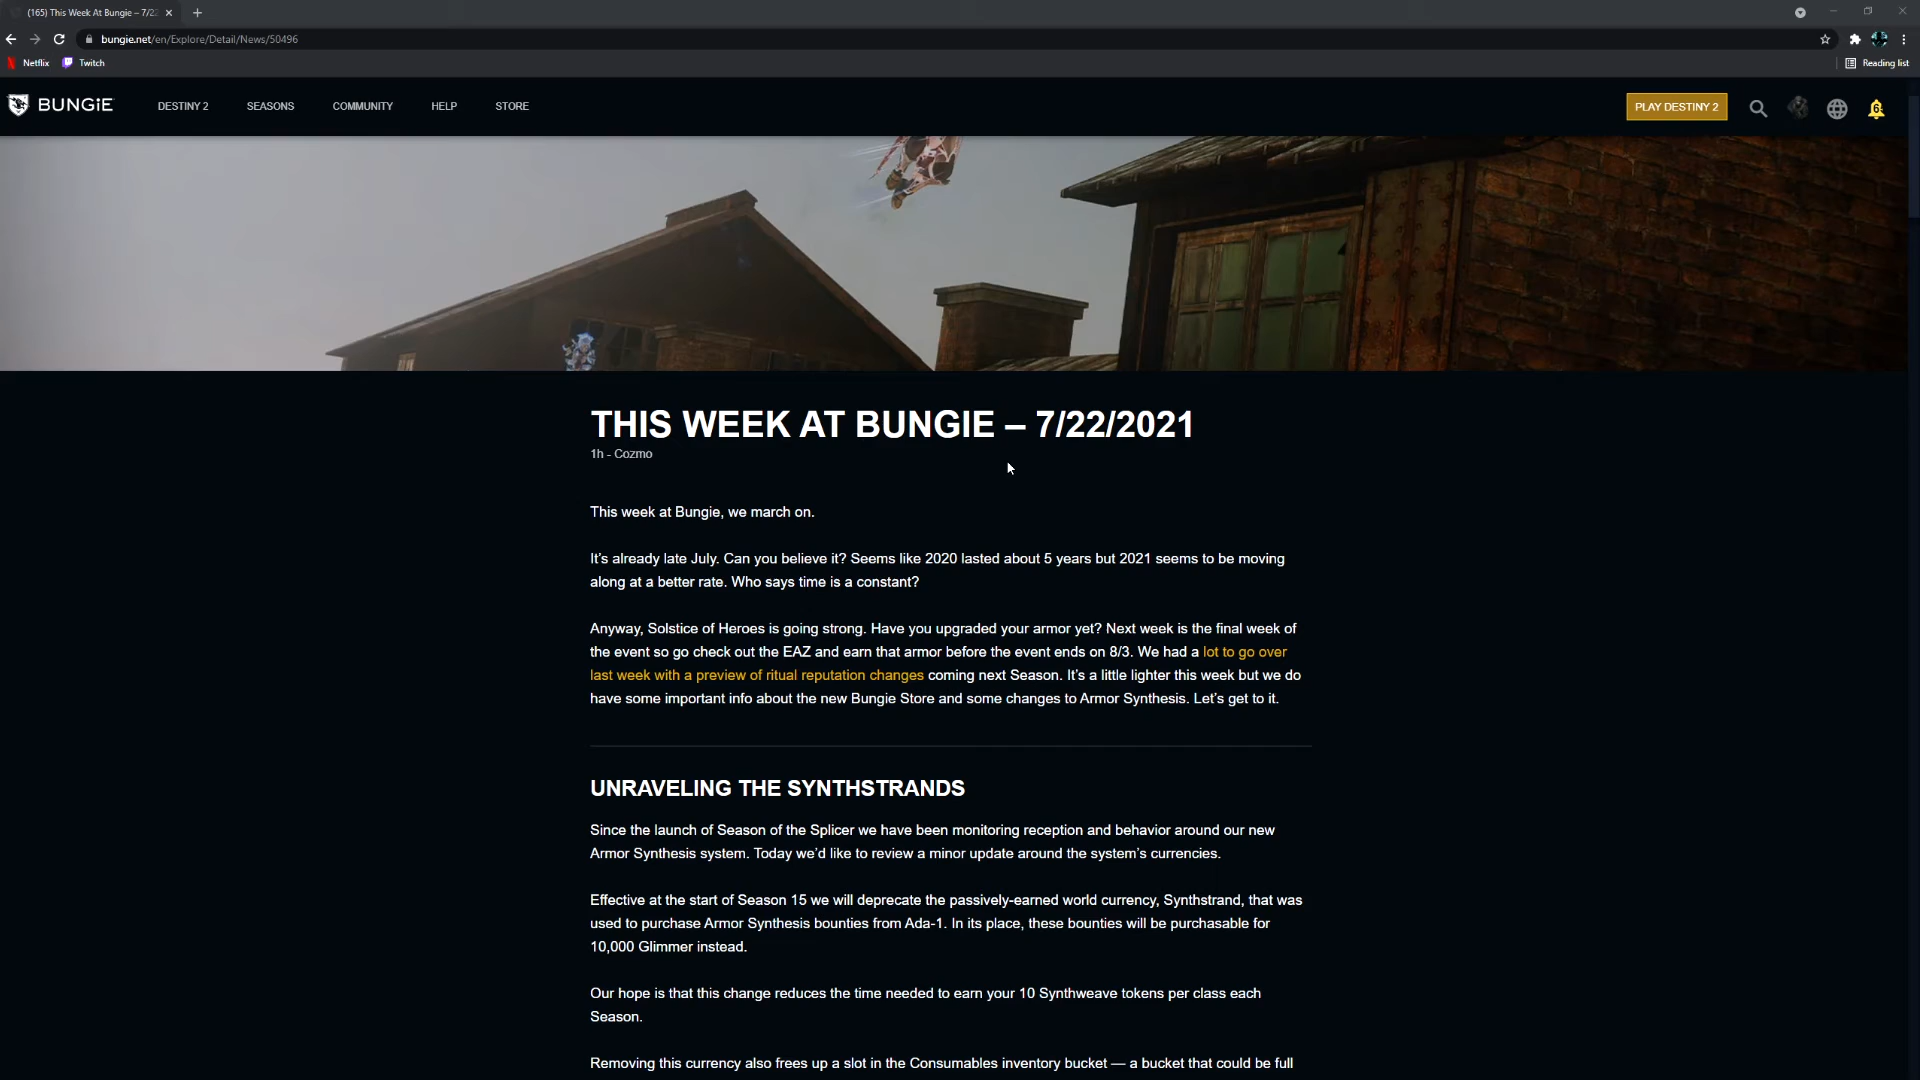 (165) This Week At Bungie – 7/22
bungie.net/en/Explore/Detail/News/50496
Netflix
Twitch
Reading list
BUNGiE
DESTINY 2
SEASONS
COMMUNITY
HELP
STORE
PLAY DESTINY 2
6
THIS WEEK AT BUNGIE – 7/22/2021
1h - Cozmo
This week at Bungie, we march on.
It’s already late July. Can you believe it? Seems like 2020 lasted about 5 years but 2021 seems to be moving
along at a better rate. Who says time is a constant?
Anyway, Solstice of Heroes is going strong. Have you upgraded your armor yet? Next week is the final week of
the event so go check out the EAZ and earn that armor before the event ends on 8/3. We had a lot to go over
last week with a preview of ritual reputation changes coming next Season. It’s a little lighter this week but we do
have some important info about the new Bungie Store and some changes to Armor Synthesis. Let’s get to it.
UNRAVELING THE SYNTHSTRANDS
Since the launch of Season of the Splicer we have been monitoring reception and behavior around our new
Armor Synthesis system. Today we’d like to review a minor update around the system’s currencies.
Effective at the start of Season 15 we will deprecate the passively-earned world currency, Synthstrand, that was
used to purchase Armor Synthesis bounties from Ada-1. In its place, these bounties will be purchasable for
10,000 Glimmer instead.
Our hope is that this change reduces the time needed to earn your 10 Synthweave tokens per class each
Season.
Removing this currency also frees up a slot in the Consumables inventory bucket — a bucket that could be full